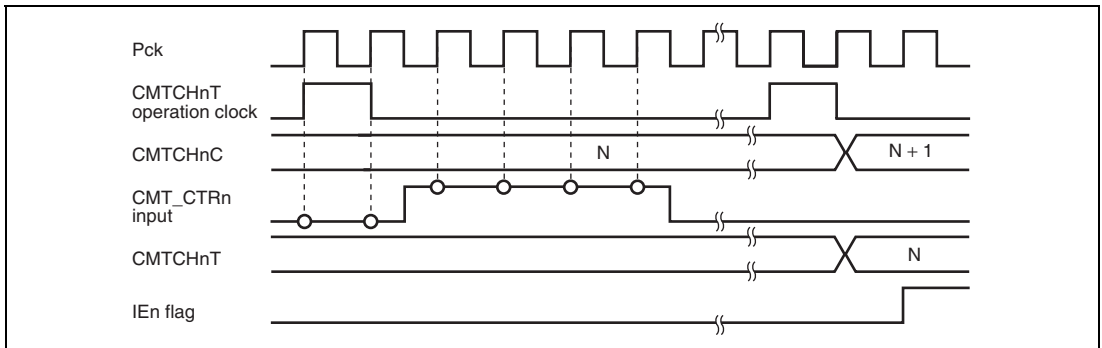 Pck
CMTCHnT
operation clock
CMTCHnC
N
N + 1
CMT_CTRn
input
CMTCHnT
N
IEn flag